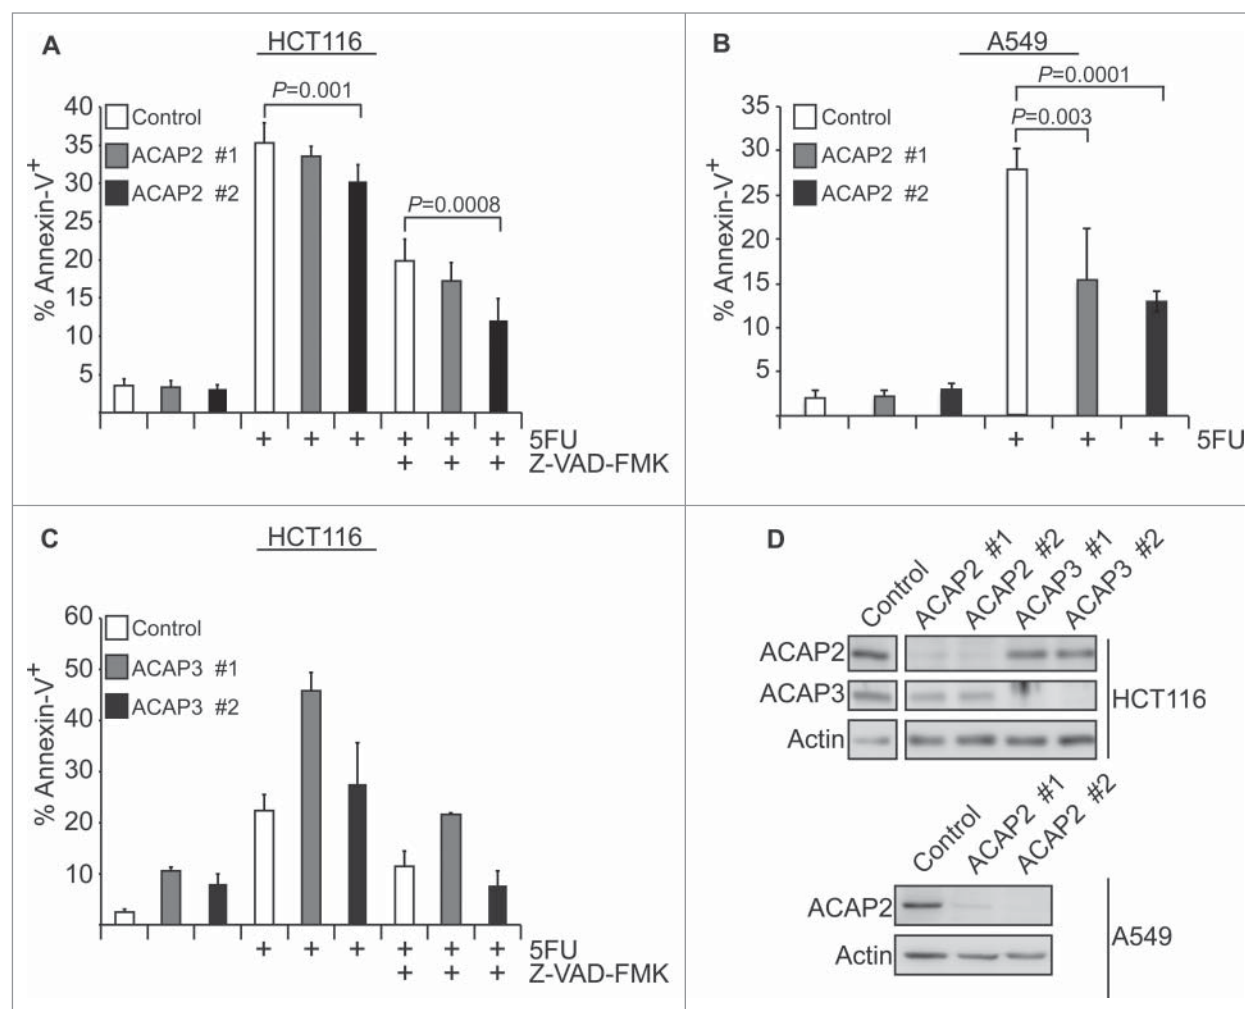 A
HCT116
P=0.001
40
Control
35
ACAP2 #1
30
ACAP2 #2
P=0.0008
25
20
15
10
5
% Annexin-V+
+ + + + + + 5FU
+ + + Z-VAD-FMK
B
A549
P=0.0001
35
Control
P=0.003
30
ACAP2 #1
25
ACAP2 #2
20
15
10
5
% Annexin-V+
+ + + 5FU
C
HCT116
60
Control
50
ACAP3 #1
40
ACAP3 #2
30
20
10
% Annexin-V+
+ + + + + + 5FU
+ + + Z-VAD-FMK
D
Control
ACAP2 #1
ACAP2 #2
ACAP3 #1
ACAP3 #2
ACAP2
ACAP3
HCT116
Actin
Control
ACAP2 #1
ACAP2 #2
ACAP2
A549
Actin